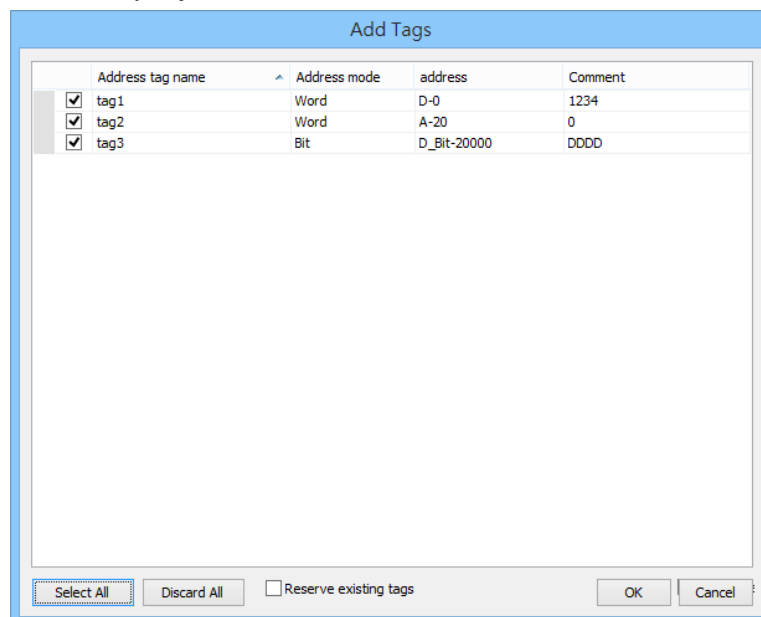 Add Tags
Address tag name Address mode address Comment
tag1 Word D-0 1234
tag2 Word A-20 0
tag3 Bit D_Bit-20000 DDDD
Select All Discard All Reserve existing tags OK Cancel